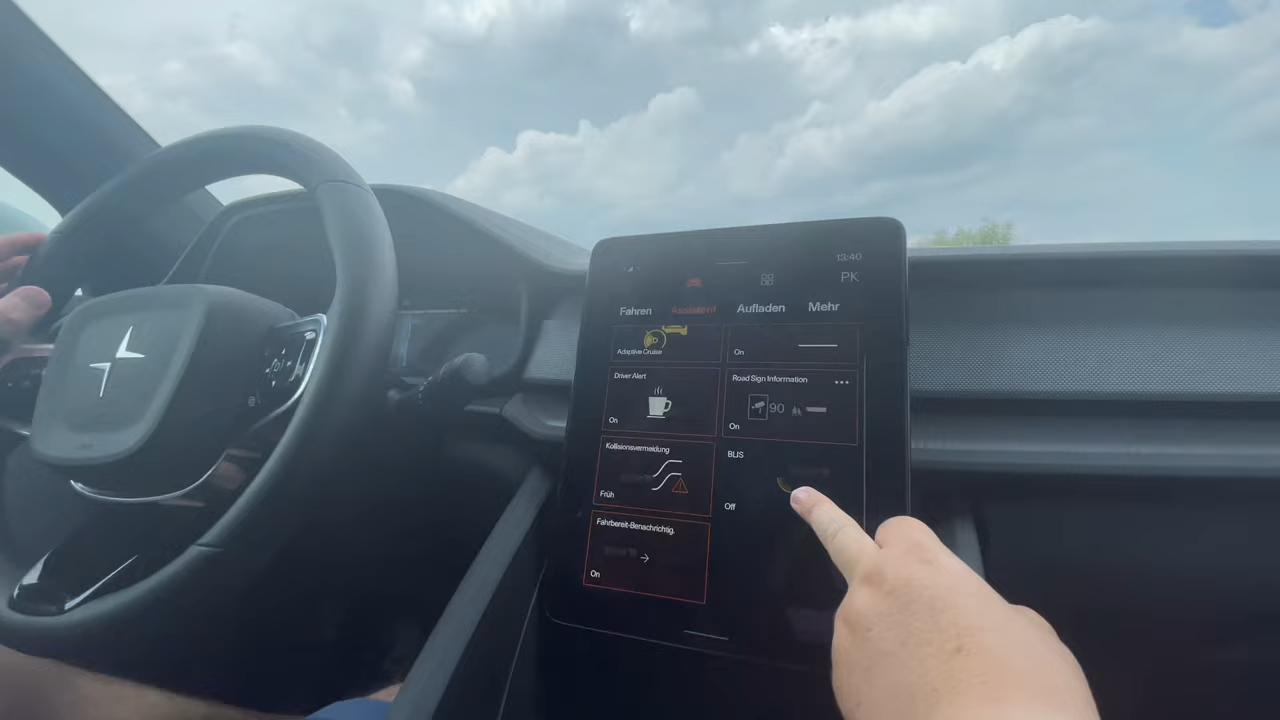 13:40
PK
Fahren Assistent Aufladen Mehr
Adaptive Cruise
On
Driver Alert
On
Road Sign Information
90
On
Kollisionsvermeidung
Früh
BLIS
Off
Fahrbereit-Benachrichtig.
On